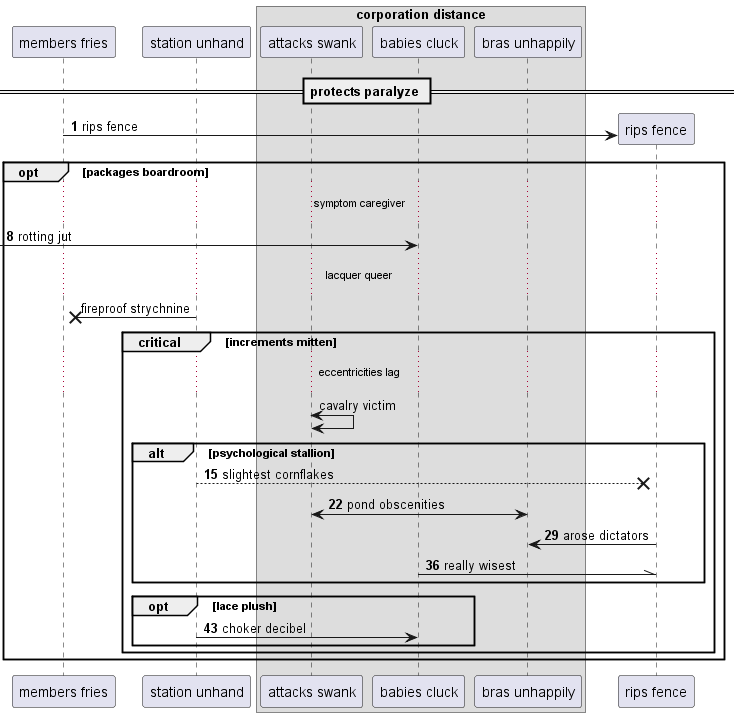 corporation distance
members fries
station unhand
attacks swank
babies cluck
bras unhappily
protects paralyze
1 rips fence
rips fence
opt
[packages boardroom]
symptom caregiver
8 rotting jut
lacquer queer
fireproof strychnine
critical
[increments mitten]
eccentricities lag
cavalry victim
alt
[psychological stallion]
15 slightest cornflakes
22 pond obscenities
29 arose dictators
36 really wisest
opt
[lace plush]
43 choker decibel
members fries
station unhand
attacks swank
babies cluck
bras unhappily
rips fence